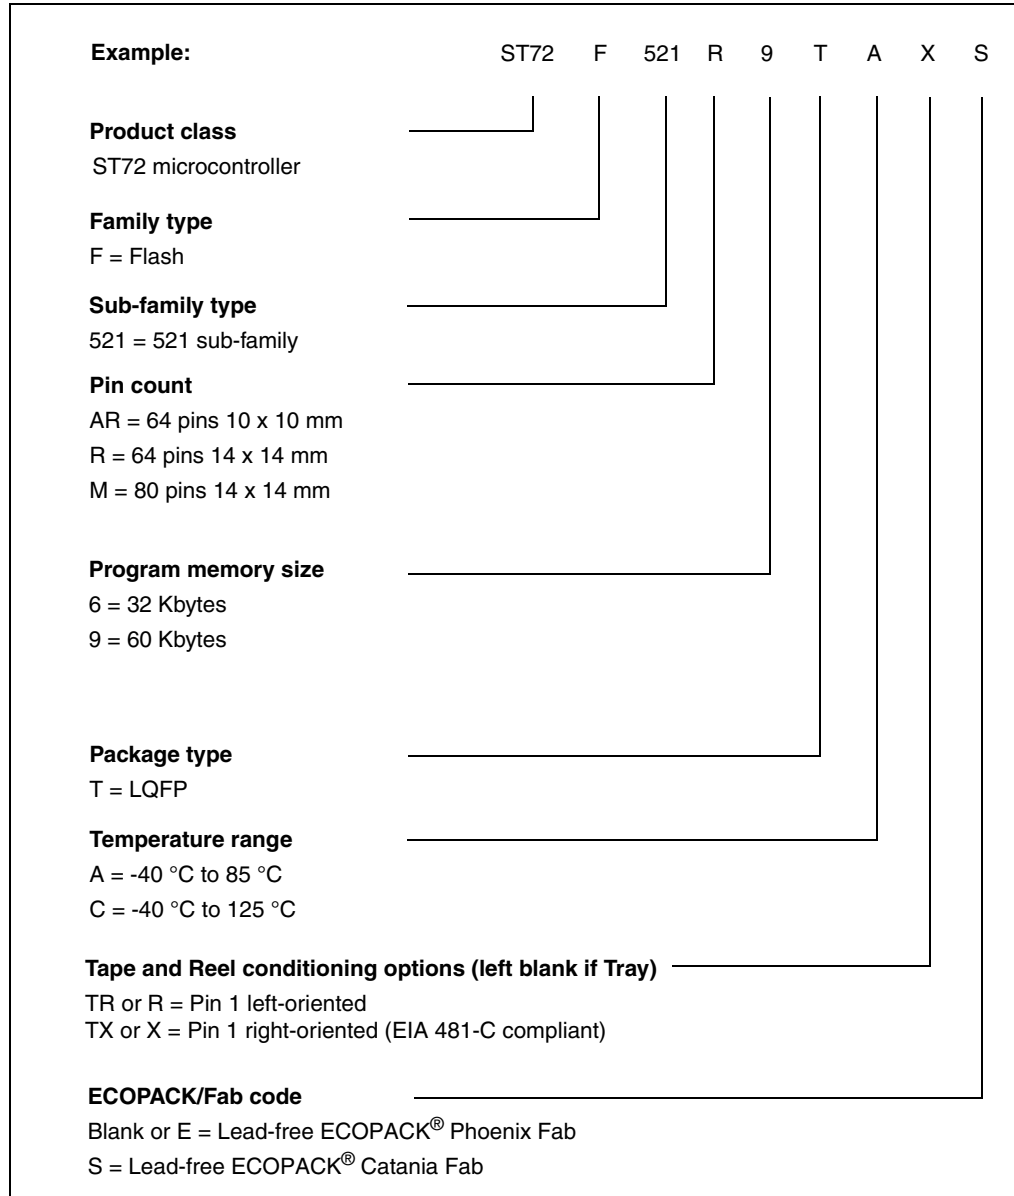 Example: ST72 F 521 R 9 T A X S
Product class
ST72 microcontroller
Family type
F = Flash
Sub-family type
521 = 521 sub-family
Pin count
AR = 64 pins 10 x 10 mm
R = 64 pins 14 x 14 mm
M = 80 pins 14 x 14 mm
Program memory size
6 = 32 Kbytes
9 = 60 Kbytes
Package type
T = LQFP
Temperature range
A = -40 °C to 85 °C
C = -40 °C to 125 °C
Tape and Reel conditioning options (left blank if Tray)
TR or R = Pin 1 left-oriented
TX or X = Pin 1 right-oriented (EIA 481-C compliant)
ECOPACK/Fab code
Blank or E = Lead-free ECOPACK® Phoenix Fab
S = Lead-free ECOPACK® Catania Fab